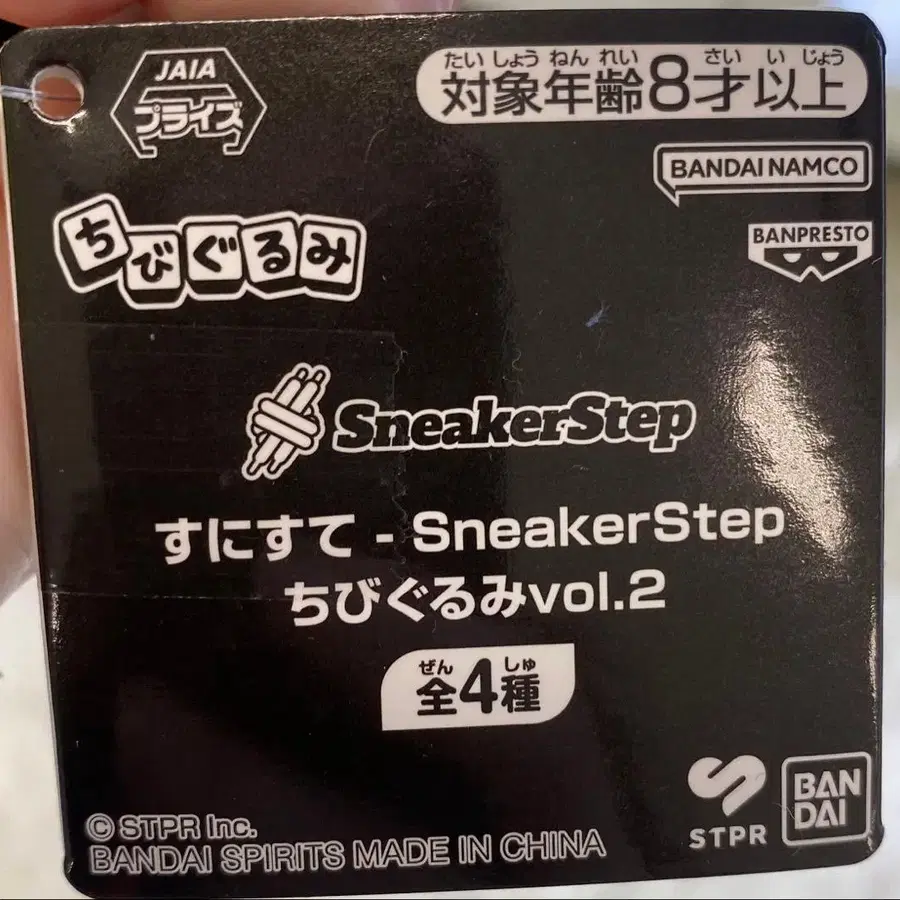 JAIA
プライズ
たいしょうねんれい さいいじょう
対象年齢8才以上
BANDAI NAMCO
BANPRESTO
ちびぐるみ
SneakerStep
すにすて - SneakerStep
ちびぐるみvol.2
ぜん しゅ
全4種
STPR
BAN
DAI
© STPR Inc.
BANDAI SPIRITS MADE IN CHINA